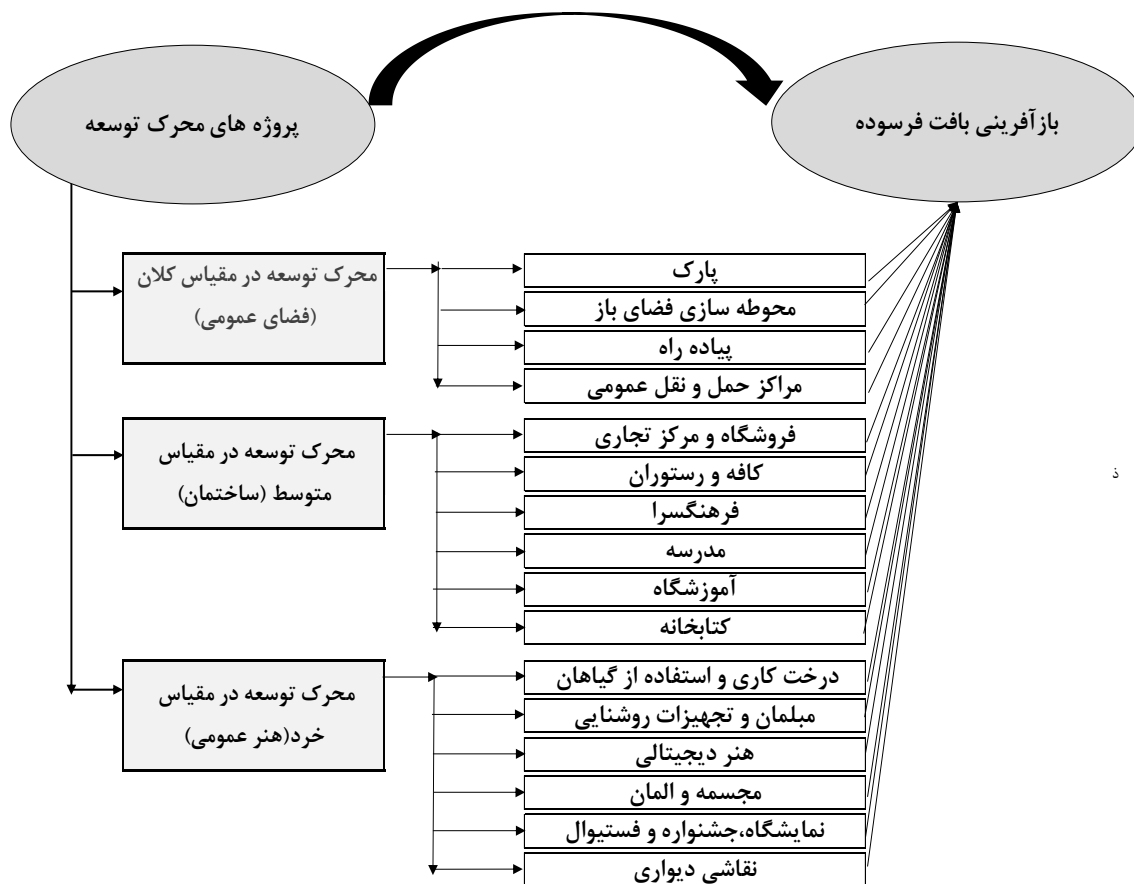 بازآفرینی بافت فرسوده
پروژه های محرک توسعه
محرک توسعه در مقیاس کلان
(فضای عمومی)
پارک
محوطه سازی فضای باز
پیاده راه
مراکز حمل و نقل عمومی
محرک توسعه در مقیاس
متوسط (ساختمان)
فروشگاه و مرکز تجاری
کافه و رستوران
فرهنگسرا
مدرسه
آموزشگاه
کتابخانه
ذ
محرک توسعه در مقیاس
خرد(هنر عمومی)
درخت کاری و استفاده از گیاهان
مبلمان و تجهیزات روشنایی
هنر دیجیتالی
مجسمه و المان
نمایشگاه،جشنواره و فستیوال
نقاشی دیواری